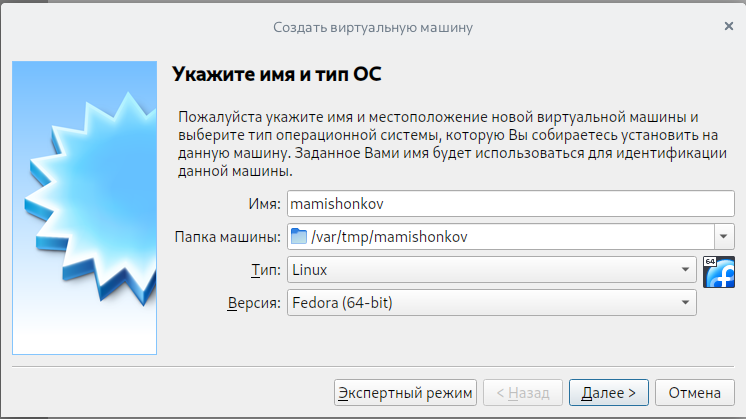 Создать виртуальную машину
Укажите имя и тип ОС
Пожалуйста укажите имя и местоположение новой виртуальной машины и
выберите тип операционной системы, которую Вы собираетесь установить на
данную машину. Заданное Вами имя будет использоваться для идентификации
данной машины.
Имя: mamishonkov
Папка машины: /var/tmp/mamishonkov
Тип: Linux
64
Версия: Fedora (64-bit)
Экспертный режим < Назад Далее > Отмена